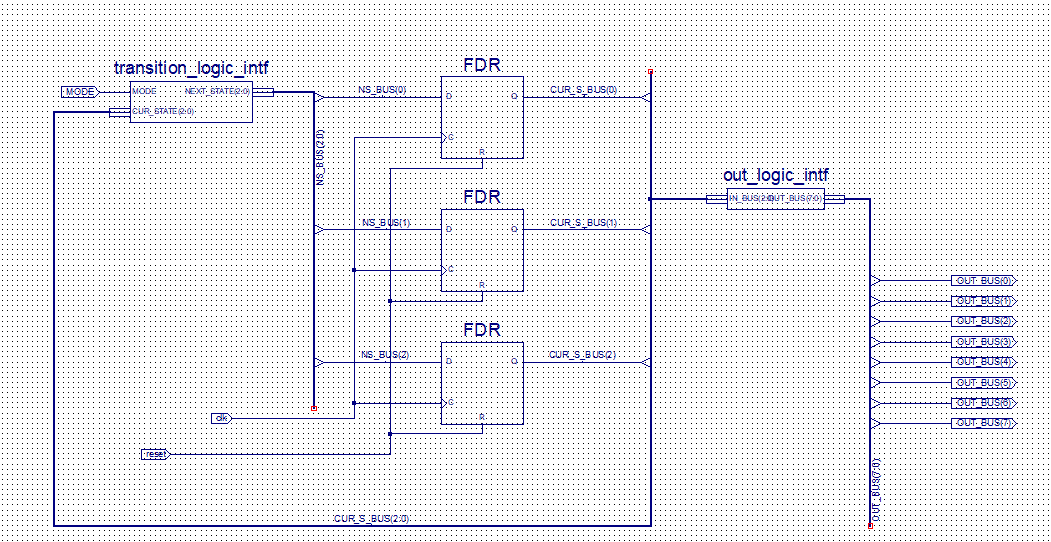 transition_logic_intf
MODE
MODE
NEXT_STATE(2:0)
CUR_STATE(2:0)
NS_BUS(2:0)
FDR
NS_BUS(0)
D
Q
CUR_S_BUS(0)
C
R
FDR
NS_BUS(1)
D
Q
CUR_S_BUS(1)
C
R
FDR
NS_BUS(2)
D
Q
CUR_S_BUS(2)
C
R
clk
reset
CUR_S_BUS(2:0)
out_logic_intf
IN_BUS(2:0)
OUT_BUS(7:0)
OUT_BUS(0)
OUT_BUS(1)
OUT_BUS(2)
OUT_BUS(3)
OUT_BUS(4)
OUT_BUS(5)
OUT_BUS(6)
OUT_BUS(7)
OUT_BUS(7:0)